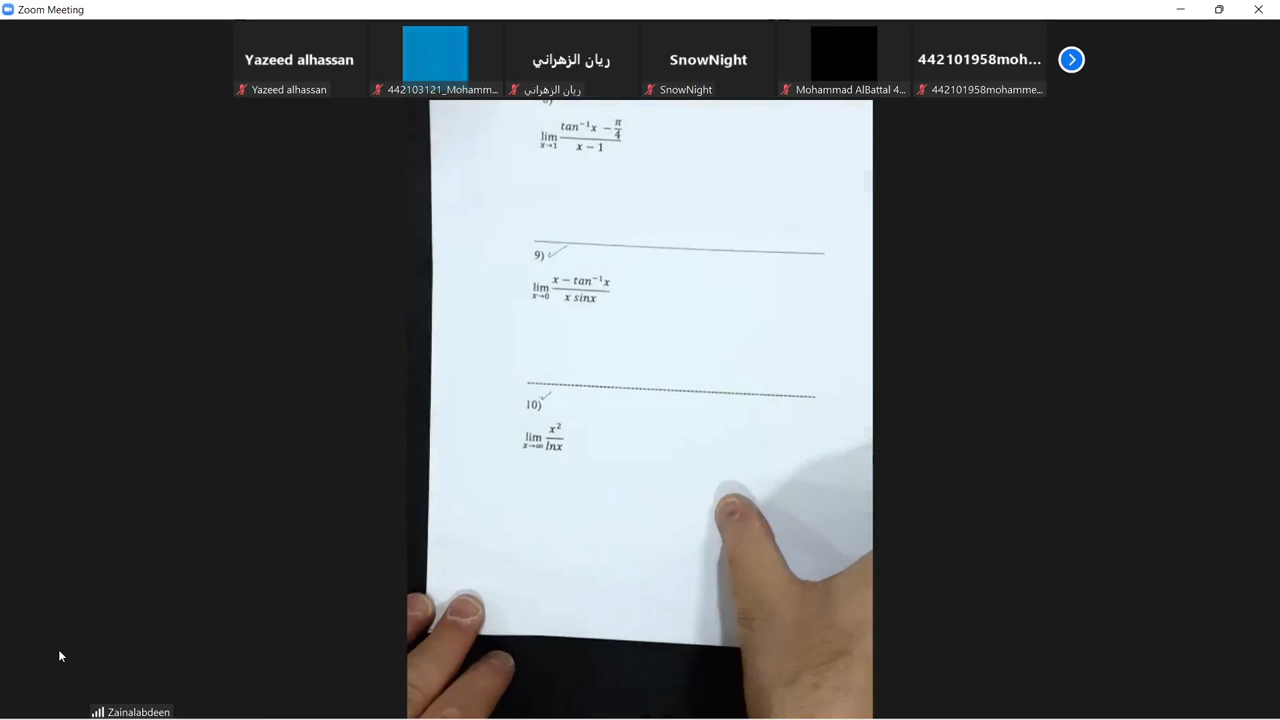 Zoom Meeting
Yazeed alhassan
ريان الزهراني
SnowNight
442101958moh...
Yazeed alhassan
442103121_Mohamm...
ريان الزهراني
SnowNight
Mohammad AlBattal 4...
442101958mohamme...
lim x→1 tan⁻¹x − π/4 / x − 1
9)
lim x→0 x − tan⁻¹x / x sinx
10)
lim x→∞ x² / lnx
Zainalabdeen